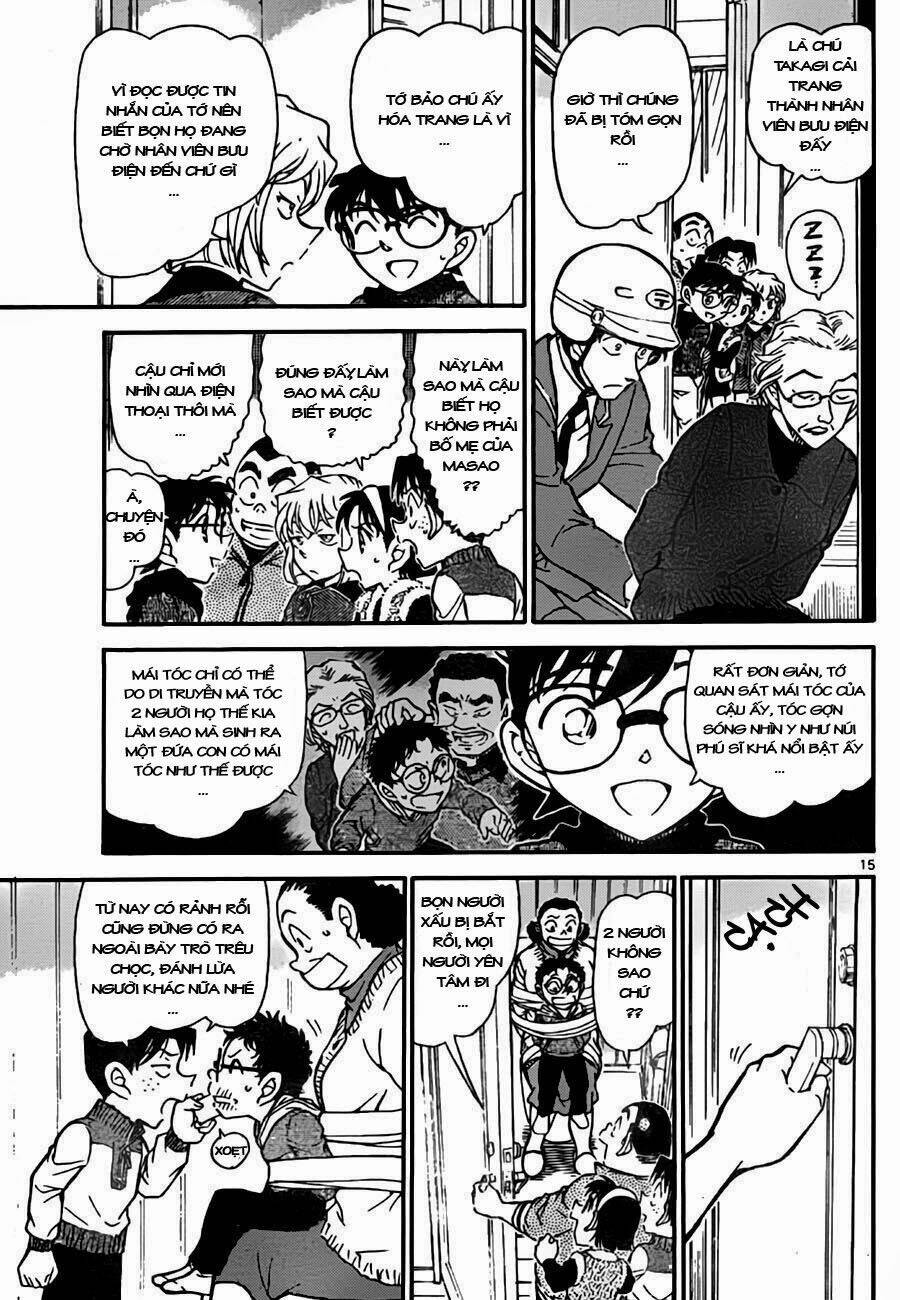 LÀ CHÚ
TAKAGI CẢI
TRANG
THÀNH NHÂN
VIÊN BƯU ĐIỆN
ĐẤY
...
GIỜ THÌ CHÚNG
ĐÃ BỊ TÓM GỌN
RỒI
...
ZZ?
TỚ BẢO CHÚ ẤY
HÓA TRANG LÀ VÌ
...
VÌ ĐỌC ĐƯỢC TIN
NHẮN CỦA TỚ NÊN
BIẾT BỌN HỌ ĐANG
CHỜ NHÂN VIÊN BƯU
ĐIỆN ĐẾN CHỨ GÌ
...
NÀY, LÀM
SAO MÀ CẬU
BIẾT HỌ
KHÔNG PHẢI
BỐ MẸ CỦA
MASAO
??
ĐÚNG ĐẤY, LÀM
SAO MÀ CẬU
BIẾT ĐƯỢC
?
CẬU CHỈ MỚI
NHÌN QUA ĐIỆN
THOẠI THÔI MÀ
...
À,
CHUYỆN
ĐÓ
...
RẤT ĐƠN GIẢN, TỚ
QUAN SÁT MÁI TÓC CỦA
CẬU ẤY, TÓC GỢN
SÓNG NHÌN Y NHƯ NÚI
PHÚ SĨ KHÁ NỔI BẬT ẤY
...
MÁI TÓC CHỈ CÓ THỂ
DO DI TRUYỀN MÀ TÓC
2 NGƯỜI HỌ THẾ KIA
LÀM SAO MÀ SINH RA
MỘT ĐỨA CON CÓ MÁI
TÓC NHƯ THẾ ĐƯỢC
...
15
CẠCH
2 NGƯỜI
KHÔNG
SAO
CHỨ
??
BỌN NGƯỜI
XẤU BỊ BẮT
RỒI, MỌI
NGƯỜI YÊN
TÂM ĐI
...
TỪ NAY CÓ RẢNH RỖI
CŨNG ĐỪNG CÓ RA
NGOÀI BÀY TRÒ TRÊU
CHỌC, ĐÁNH LỪA
NGƯỜI KHÁC NỮA NHÉ
...
XOẸT